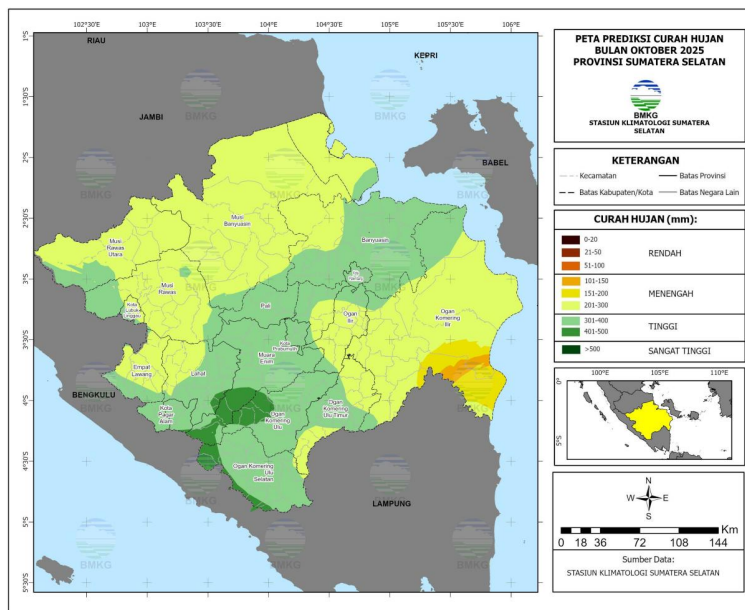 102°30'E 103°E 103°30'E 104°E 104°30'E 105°E 105°30'E 106°E
1°S
1°30'S
2°S
2°30'S
3°S
3°30'S
4°S
4°30'S
5°S
5°30'S
RIAU
KEPRI
JAMBI
BABEL
BENGKULU
LAMPUNG
Musi
Banyuasin
Banyuasin
Musi
Rawas
Utara
Musi
Rawas
Kota
Lubuk
Linggau
Pali
Ogan
Ilir
Ogan
Komering
Ilir
Kota
Prabumulih
Muara
Enim
Empat
Lawang
Lahat
Kota
Pagar
Alam
Ogan
Komering
Ulu
Ogan
Komering
Ulu Timur
Ogan Komering
Ulu
Selatan
BMKG
PETA PREDIKSI CURAH HUJAN
BULAN OKTOBER 2025
PROVINSI SUMATERA SELATAN
BMKG
STASIUN KLIMATOLOGI SUMATERA
SELATAN
KETERANGAN
Kecamatan Batas Provinsi
Batas Kabupaten/Kota Batas Negara Lain
CURAH HUJAN (mm):
0-20
21-50 RENDAH
51-100
101-150
151-200 MENENGAH
201-300
301-400 TINGGI
401-500
>500 SANGAT TINGGI
100°E 105°E 110°E
0°
5°S
N
W E
S
Km
0 18 36 72 108 144
Sumber Data:
STASIUN KLIMATOLOGI SUMATERA SELATAN